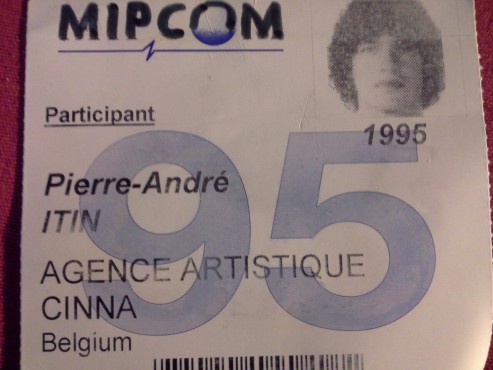 MIPCOM
Participant
1995
Pierre-André
ITIN
95
AGENCE ARTISTIQUE
CINNA
Belgium